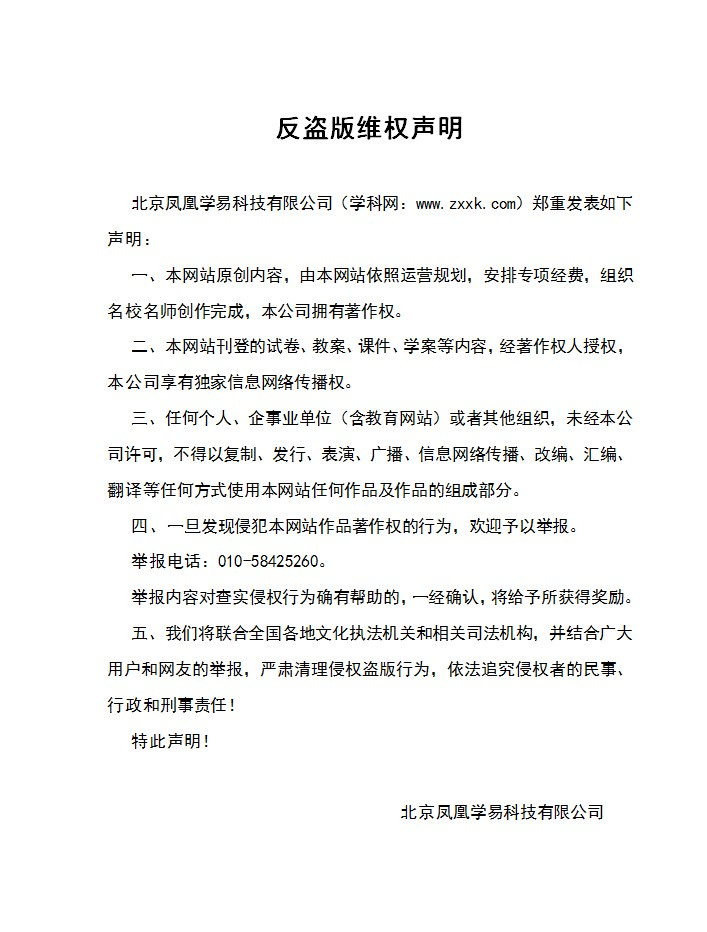 反盗版维权声明
北京凤凰学易科技有限公司（学科网：www.zxxk.com）郑重发表如下
声明：
一、本网站原创内容，由本网站依照运营规划，安排专项经费，组织
名校名师创作完成，本公司拥有著作权。
二、本网站刊登的试卷、教案、课件、学案等内容，经著作权人授权，
本公司享有独家信息网络传播权。
三、任何个人、企事业单位（含教育网站）或者其他组织，未经本公
司许可，不得以复制、发行、表演、广播、信息网络传播、改编、汇编、
翻译等任何方式使用本网站任何作品及作品的组成部分。
四、一旦发现侵犯本网站作品著作权的行为，欢迎予以举报。
举报电话：010-58425260。
举报内容对查实侵权行为确有帮助的，一经确认，将给予所获得奖励。
五、我们将联合全国各地文化执法机关和相关司法机构，并结合广大
用户和网友的举报，严肃清理侵权盗版行为，依法追究侵权者的民事、
行政和刑事责任！
特此声明！
北京凤凰学易科技有限公司